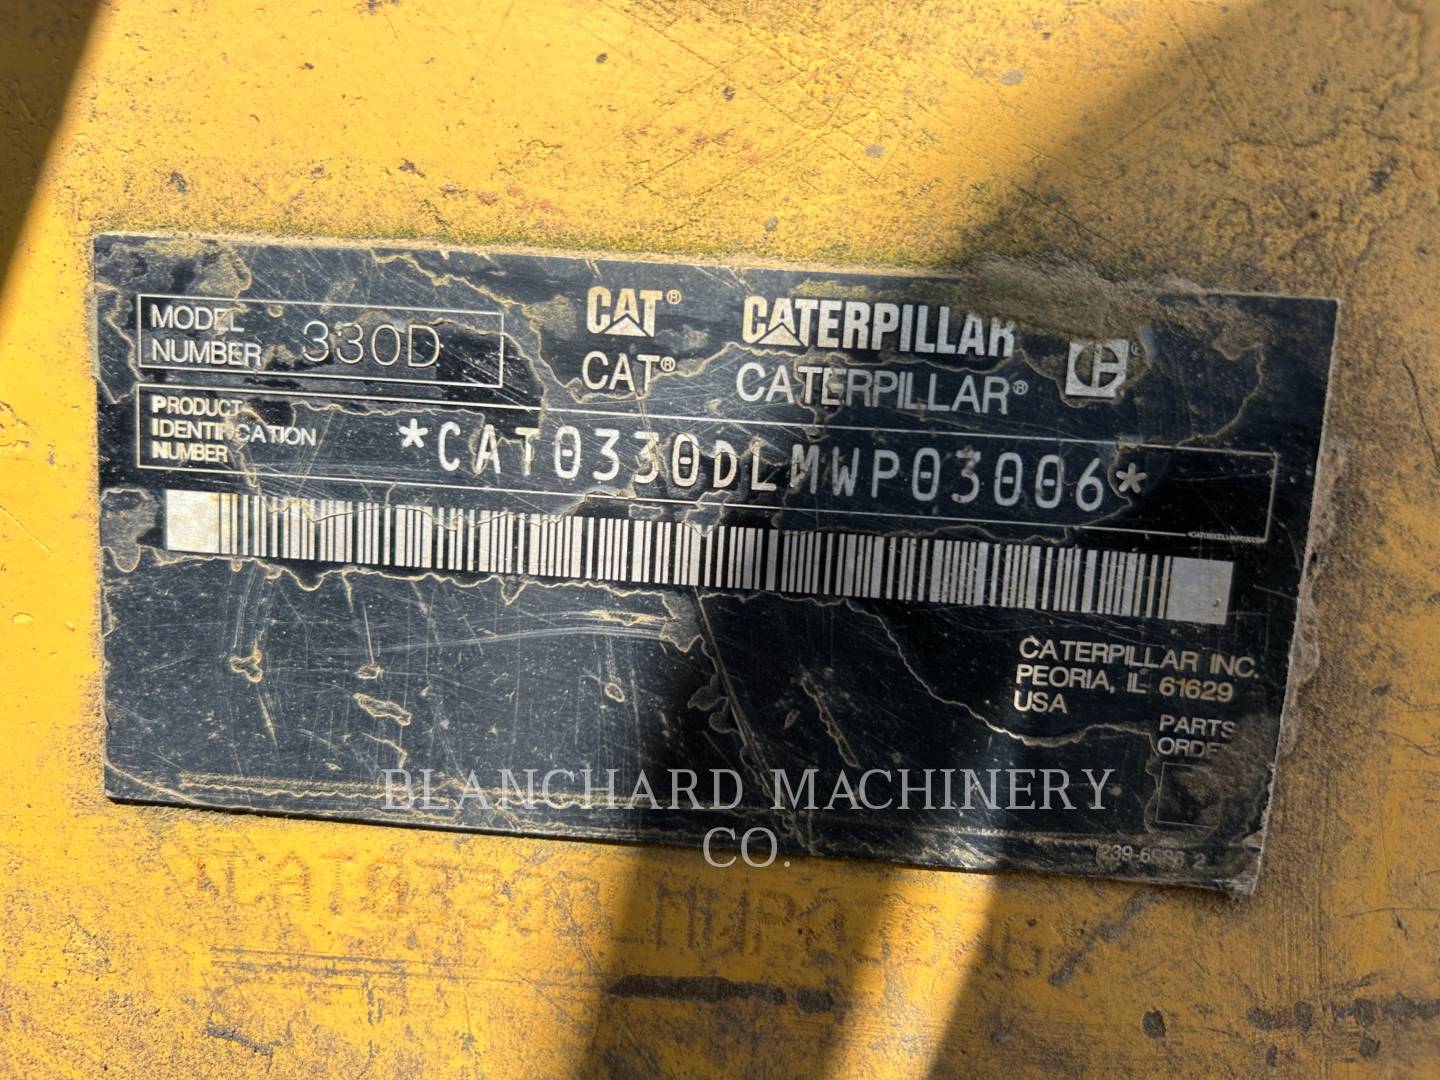 MODEL
NUMBER 330D
CAT® CATERPILLAR
CAT® CATERPILLAR®
PRODUCT
IDENTIFICATION
NUMBER
*CAT0330DLMWP03006*
CATERPILLAR INC.
PEORIA, IL 61629
USA
PARTS
BLANCHARD MACHINERY
CO.